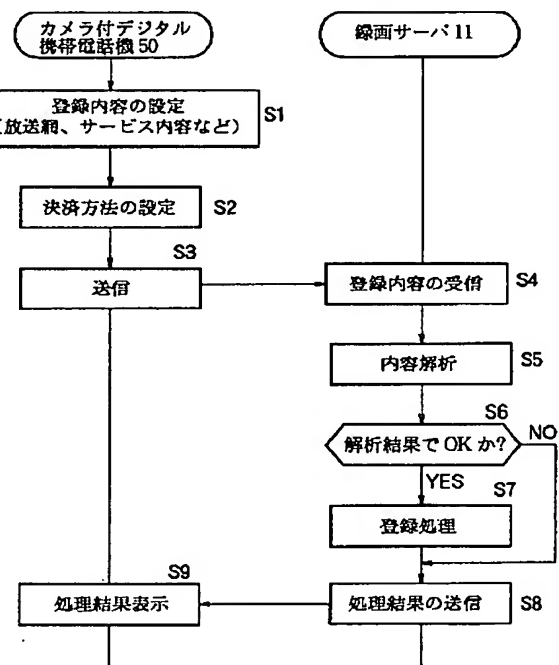 カメラ付デジタル
携帯電話機 50
録画サーバ 11
登録内容の設定
(放送網、サービス内容など)
S1
決済方法の設定
S2
S3
送信
登録内容の受信
S4
内容解析
S5
S6
解析結果で OK か?
NO
YES
S7
登録処理
S9
処理結果表示
処理結果の送信
S8